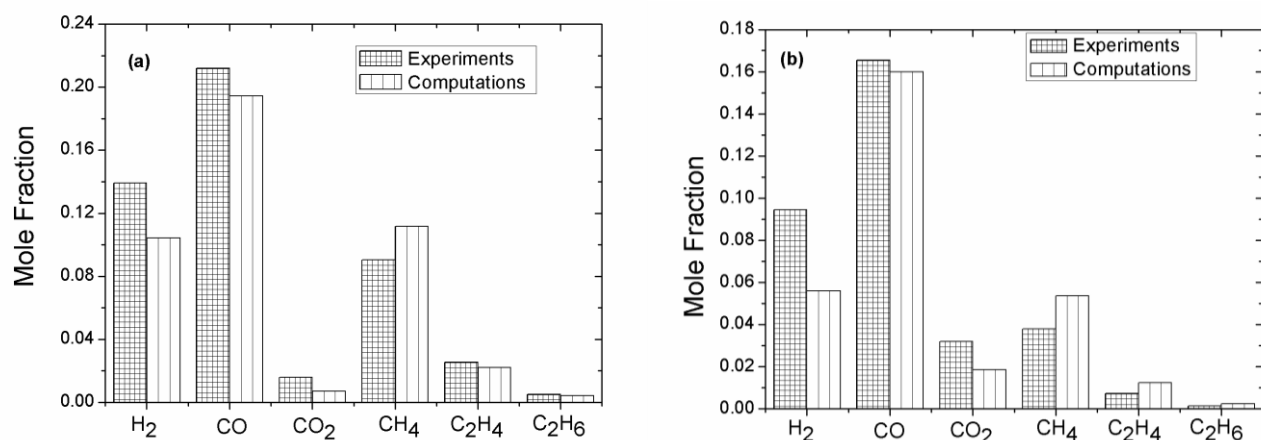 (a)
Experiments
Computations
Mole Fraction
0.24
0.20
0.16
0.12
0.08
0.04
0.00
H₂ CO CO₂ CH₄ C₂H₄ C₂H₆
(b)
Experiments
Computations
Mole Fraction
0.18
0.16
0.14
0.12
0.10
0.08
0.06
0.04
0.02
0.00
H₂ CO CO₂ CH₄ C₂H₄ C₂H₆